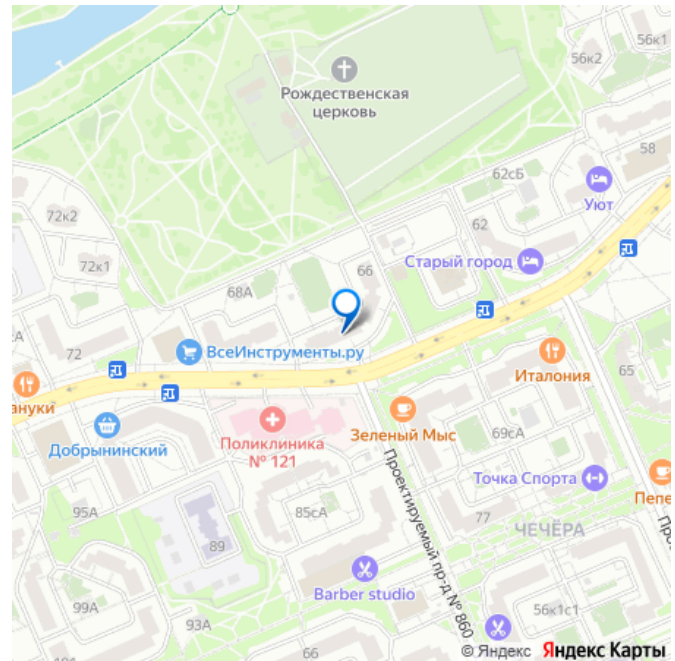 56к1
56к2
Рождественская
церковь
58
62сБ
Уют
72к2
62
72к1
66
Старый город
68А
72
ВсеИнструменты.ру
Италония
65
ануки
Добрынинский
Поликлиника
№ 121
Зеленый Мыс
69сА
Точка Спорта
Пепе
95А
85сА
77
Проектируемый пр-д № 860
ЧЕЧЁРА
89
Barber studio
99А
93А
56к1с1
66
© Яндекс Яндекс Карты